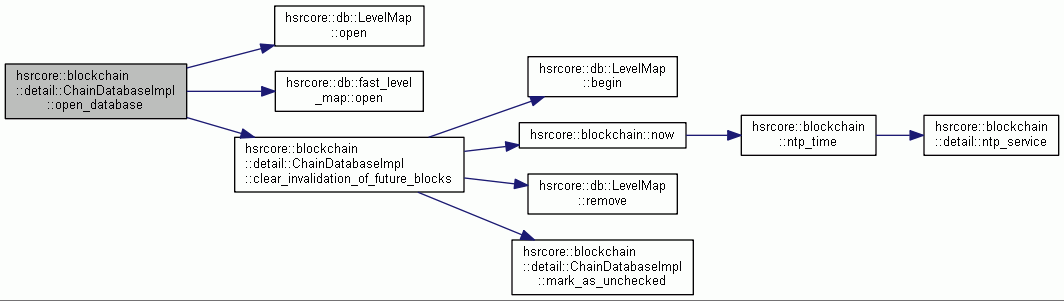 hsrcore::blockchain
::detail::ChainDatabaseImpl
::open_database
hsrcore::db::LevelMap
::open
hsrcore::db::fast_level
_map::open
hsrcore::blockchain
::detail::ChainDatabaseImpl
::clear_invalidation_of_future_blocks
hsrcore::db::LevelMap
::begin
hsrcore::blockchain::now
hsrcore::db::LevelMap
::remove
hsrcore::blockchain
::detail::ChainDatabaseImpl
::mark_as_unchecked
hsrcore::blockchain
::ntp_time
hsrcore::blockchain
::detail::ntp_service